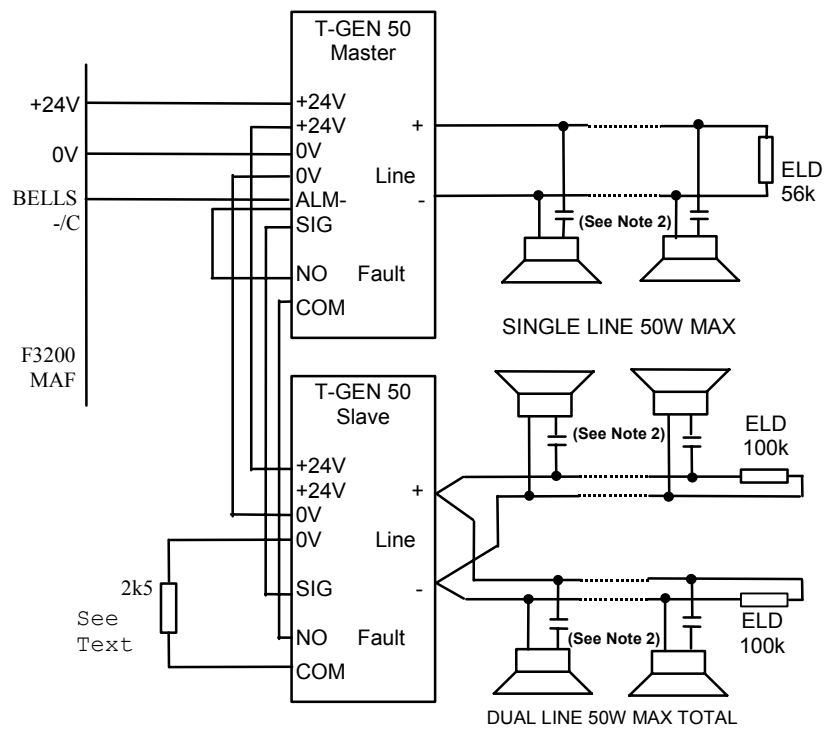 T-GEN 50
Master
+24V
+24V
0V
0V
ALM-
SIG
NO
COM
Fault
Line
+
-
+24V
0V
BELLS
-/C
F3200
MAF
(See Note 2)
ELD
56k
SINGLE LINE 50W MAX
T-GEN 50
Slave
+24V
+24V
0V
0V
SIG
NO
COM
Fault
Line
+
-
2k5
See
Text
(See Note 2)
ELD
100k
(See Note 2)
ELD
100k
DUAL LINE 50W MAX TOTAL